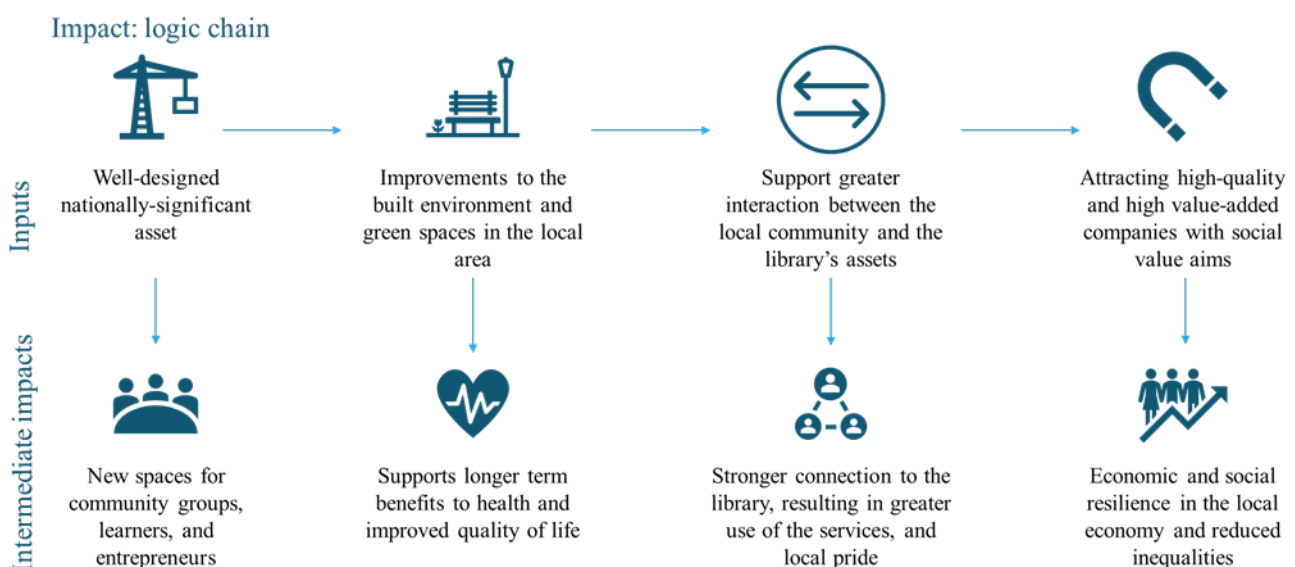 Impact: logic chain
Inputs
Well-designed
nationally-significant
asset
Improvements to the
built environment and
green spaces in the local
area
Support greater
interaction between the
local community and the
library’s assets
Attracting high-quality
and high value-added
companies with social
value aims
Intermediate impacts
New spaces for
community groups,
learners, and
entrepreneurs
Supports longer term
benefits to health and
improved quality of life
Stronger connection to the
library, resulting in greater
use of the services, and
local pride
Economic and social
resilience in the local
economy and reduced
inequalities